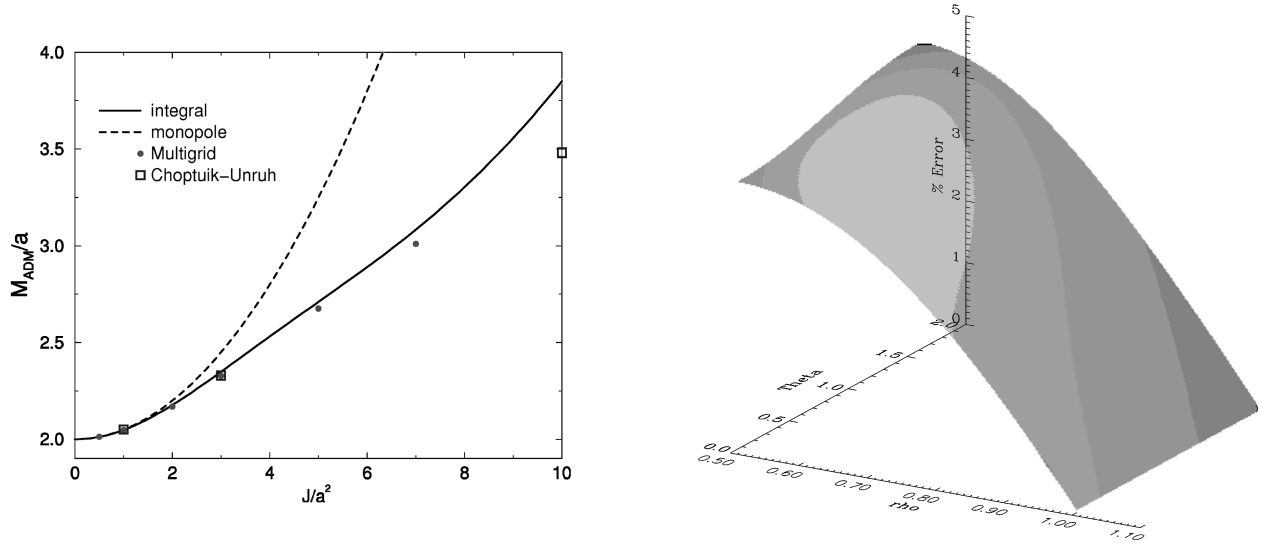 4.0
3.5
3.0
2.5
2.0
M_ADM/a
integral
monopole
Multigrid
Choptuik−Unruh
0 2 4 6 8 10
J/a²
5
4
3
2
1
0
% Error
2.0
1.5
1.0
0.5
0.0
Theta
0.50 0.60 0.70 0.80 0.90 1.00 1.10
rho